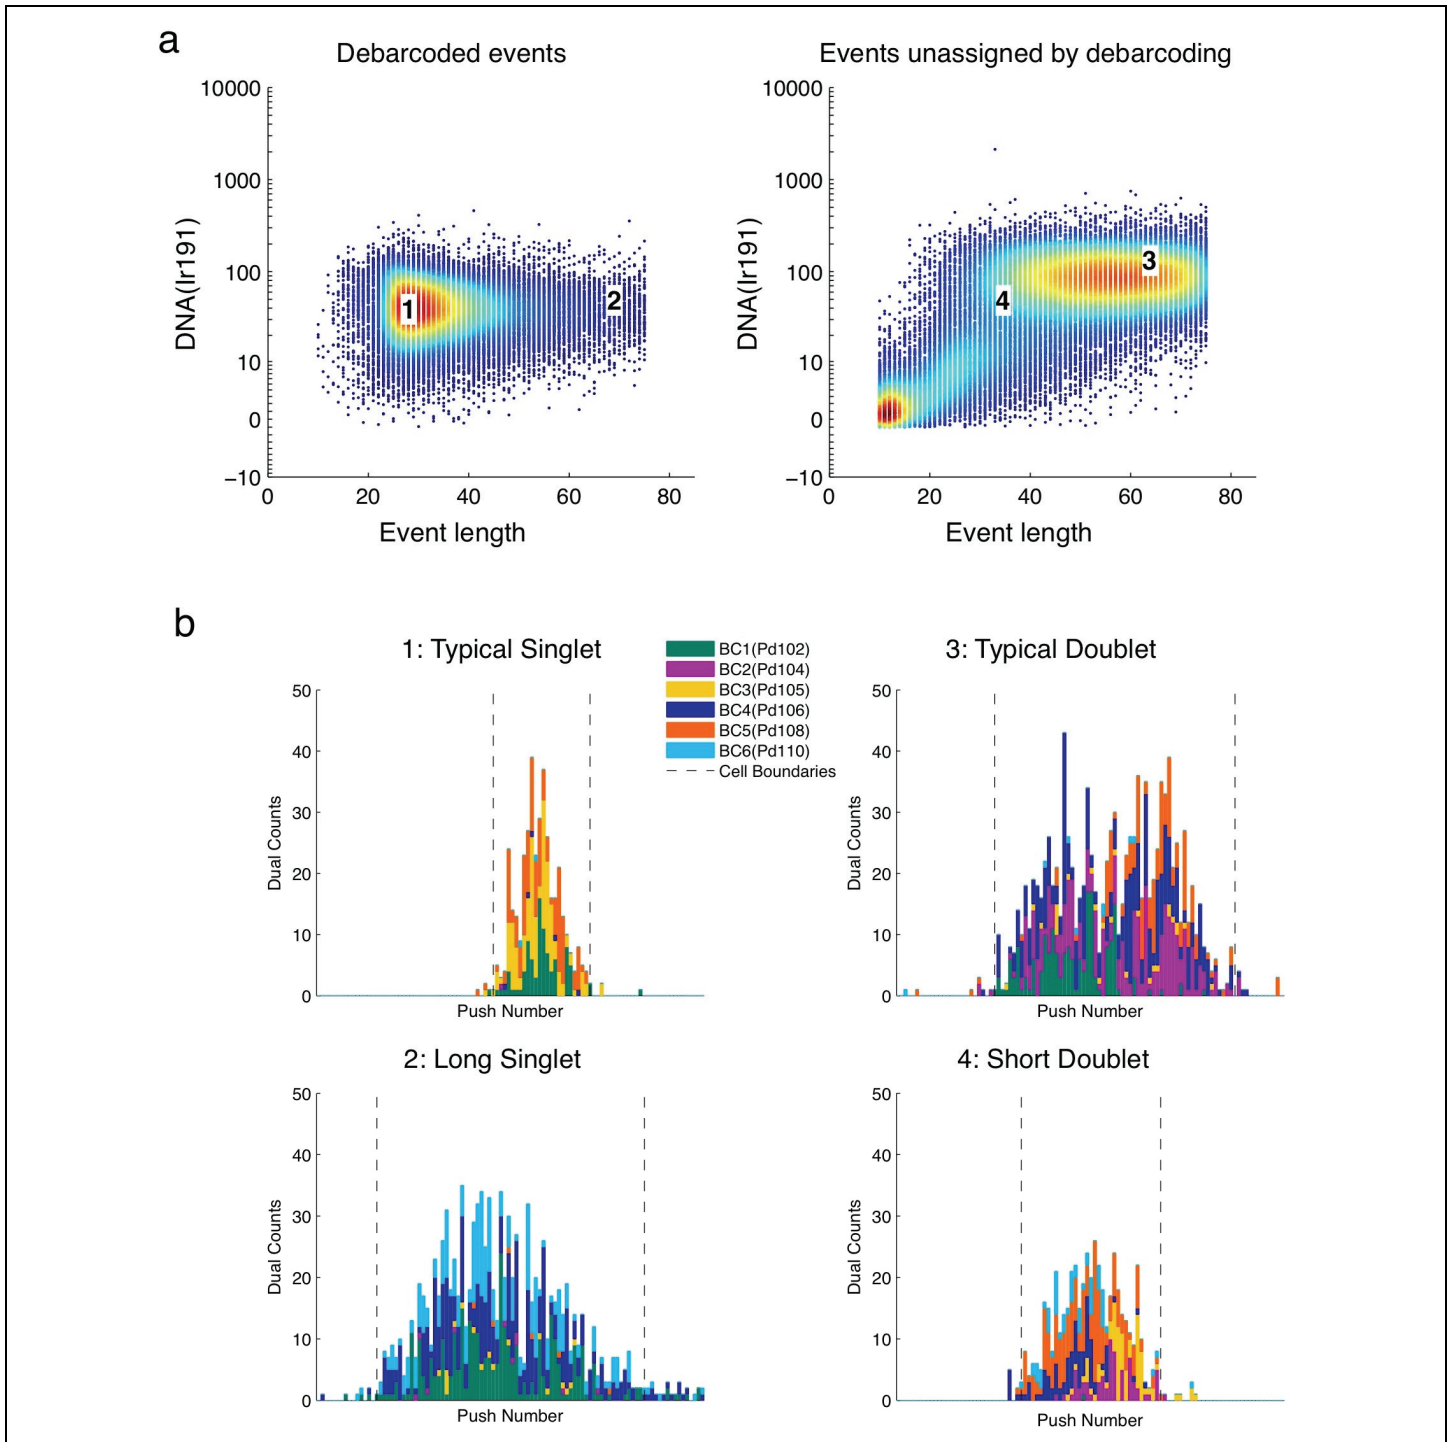 a
Debarcoded events
Events unassigned by debarcoding
10000
1000
100
10
0
−10
DNA(Ir191)
1
2
0 20 40 60 80
Event length
10000
1000
100
10
0
−10
DNA(Ir191)
3
4
0 20 40 60 80
Event length
b
1: Typical Singlet
50
40
30
20
10
0
Dual Counts
Push Number
BC1(Pd102)
BC2(Pd104)
BC3(Pd105)
BC4(Pd106)
BC5(Pd108)
BC6(Pd110)
Cell Boundaries
3: Typical Doublet
50
40
30
20
10
0
Dual Counts
Push Number
2: Long Singlet
50
40
30
20
10
0
Dual Counts
Push Number
4: Short Doublet
50
40
30
20
10
0
Dual Counts
Push Number